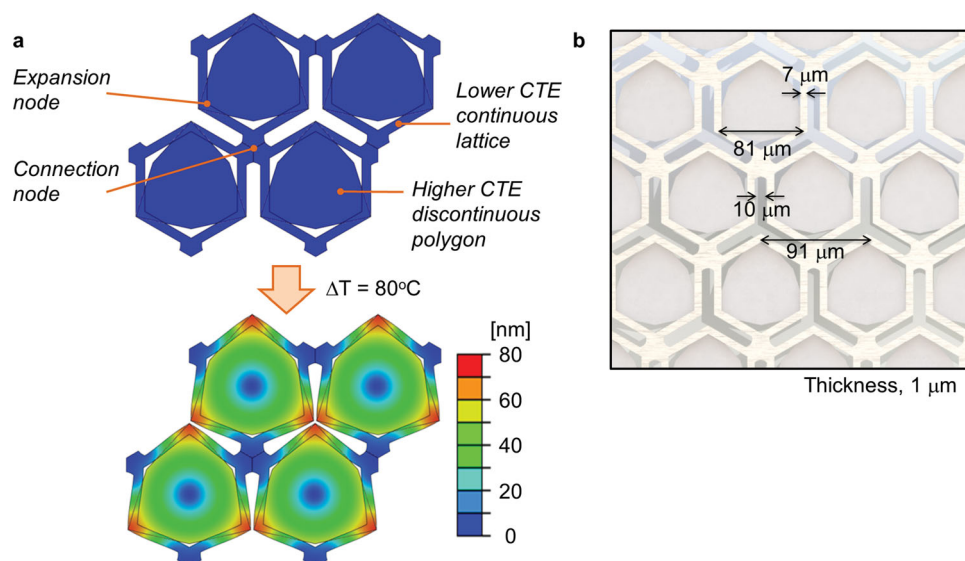 a
Expansion
node
Connection
node
Lower CTE
continuous
lattice
Higher CTE
discontinuous
polygon
ΔT = 80°C
[nm]
80
60
40
20
0
b
7 μm
81 μm
10 μm
91 μm
Thickness, 1 μm